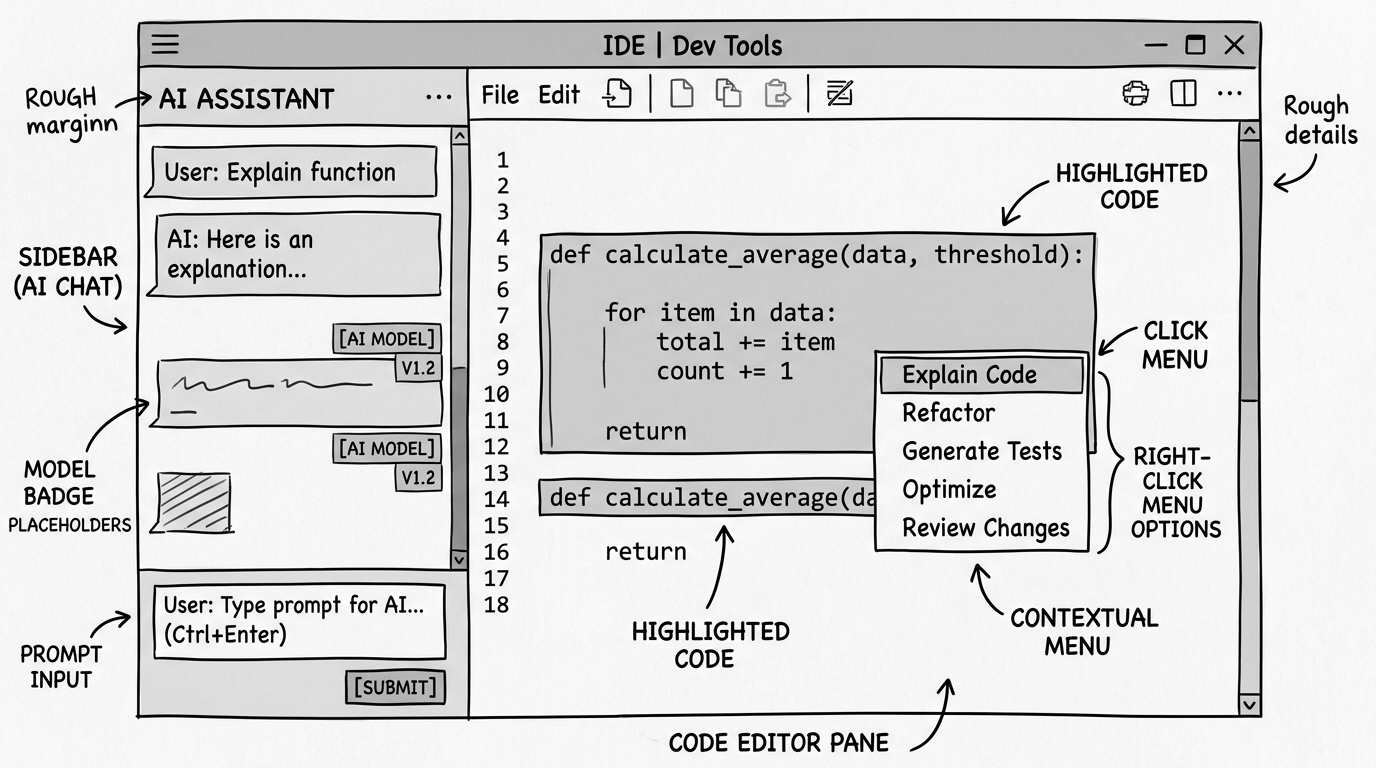 IDE | Dev Tools
ROUGH
marginn
AI ASSISTANT
...
File Edit
...
Rough
details
User: Explain function
AI: Here is an
explanation...
SIDEBAR
(AI CHAT)
[AI MODEL]
V1.2
[AI MODEL]
V1.2
MODEL
BADGE
PLACEHOLDERS
User: Type prompt for AI...
(Ctrl+Enter)
[SUBMIT]
PROMPT
INPUT
1
2
3
4
5
6
7
8
9
10
11
12
13
14
15
16
17
18
HIGHLIGHTED
CODE
def calculate_average(data, threshold):
for item in data:
total += item
count += 1
return
def calculate_average(da
return
CLICK
MENU
Explain Code
Refactor
Generate Tests
Optimize
Review Changes
RIGHT-
CLICK
MENU
OPTIONS
HIGHLIGHTED
CODE
CONTEXTUAL
MENU
CODE EDITOR PANE